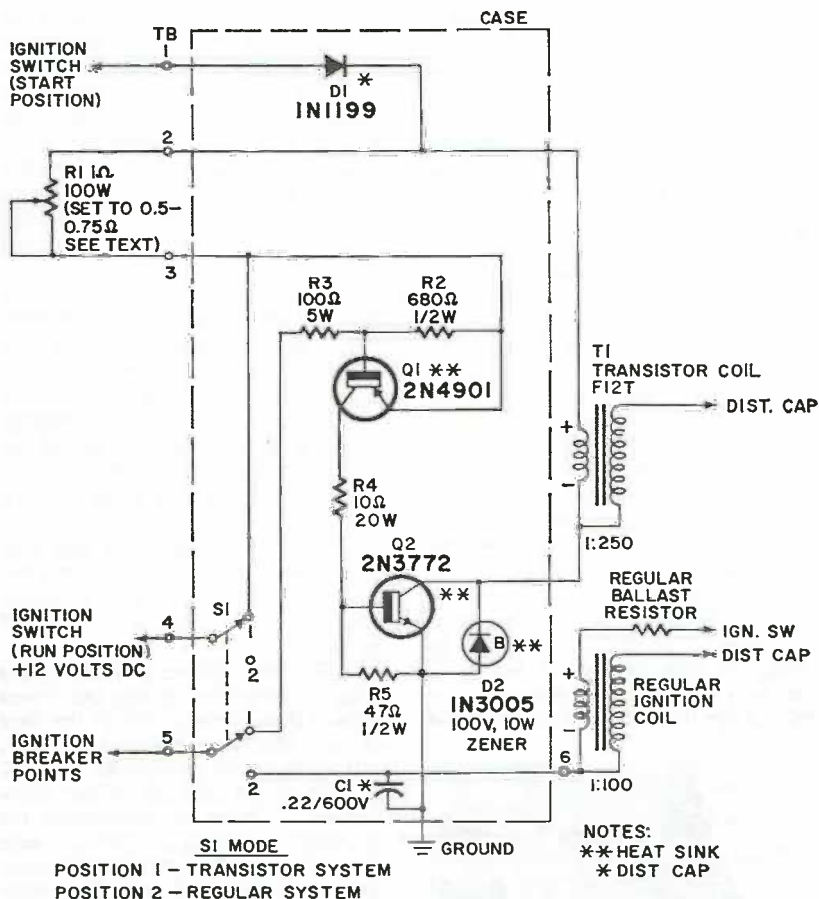 CASE
TB
1
IGNITION
SWITCH
(START
POSITION)
*
D1
1N1199
2
R1 1Ω
100W
(SET TO 0.5-
0.75Ω
SEE TEXT)
3
R3
100Ω
5W
R2
680Ω
1/2W
Q1 **
2N4901
T1
TRANSISTOR COIL
F12T
DIST. CAP
+
-
1:250
R4
10Ω
20W
Q2
2N3772
**
IGNITION
SWITCH
(RUN POSITION)
+12 VOLTS DC
4
S1
1
2
B
**
D2
1N3005
100V, 10W
ZENER
R5
47Ω
1/2W
REGULAR
BALLAST
RESISTOR
IGN. SW
DIST CAP
+
REGULAR
IGNITION
COIL
-
1:100
IGNITION
BREAKER
POINTS
5
1
2
6
C1 *
.22/600V
GROUND
S1 MODE
POSITION 1 – TRANSISTOR SYSTEM
POSITION 2 – REGULAR SYSTEM
NOTES:
** HEAT SINK
* DIST CAP